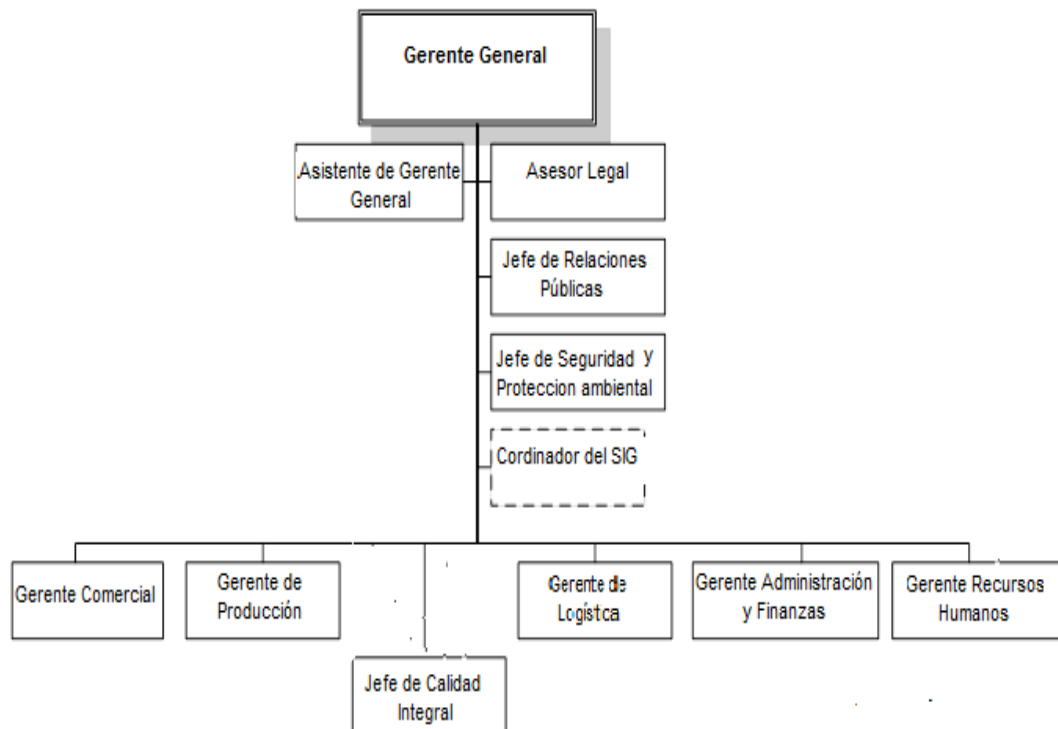 Gerente General
.Asistente de Gerente
General
Asesor Legal
Jefe de Relaciones
Públicas
Jefe de Seguridad y
Proteccion ambiental
Cordinador del SIG
Gerente Comercial
Gerente de
Producción
Gerente de
Logística
Gerente Administración
y Finanzas
Gerente Recursos
Humanos
Jefe de Calidad
Integral